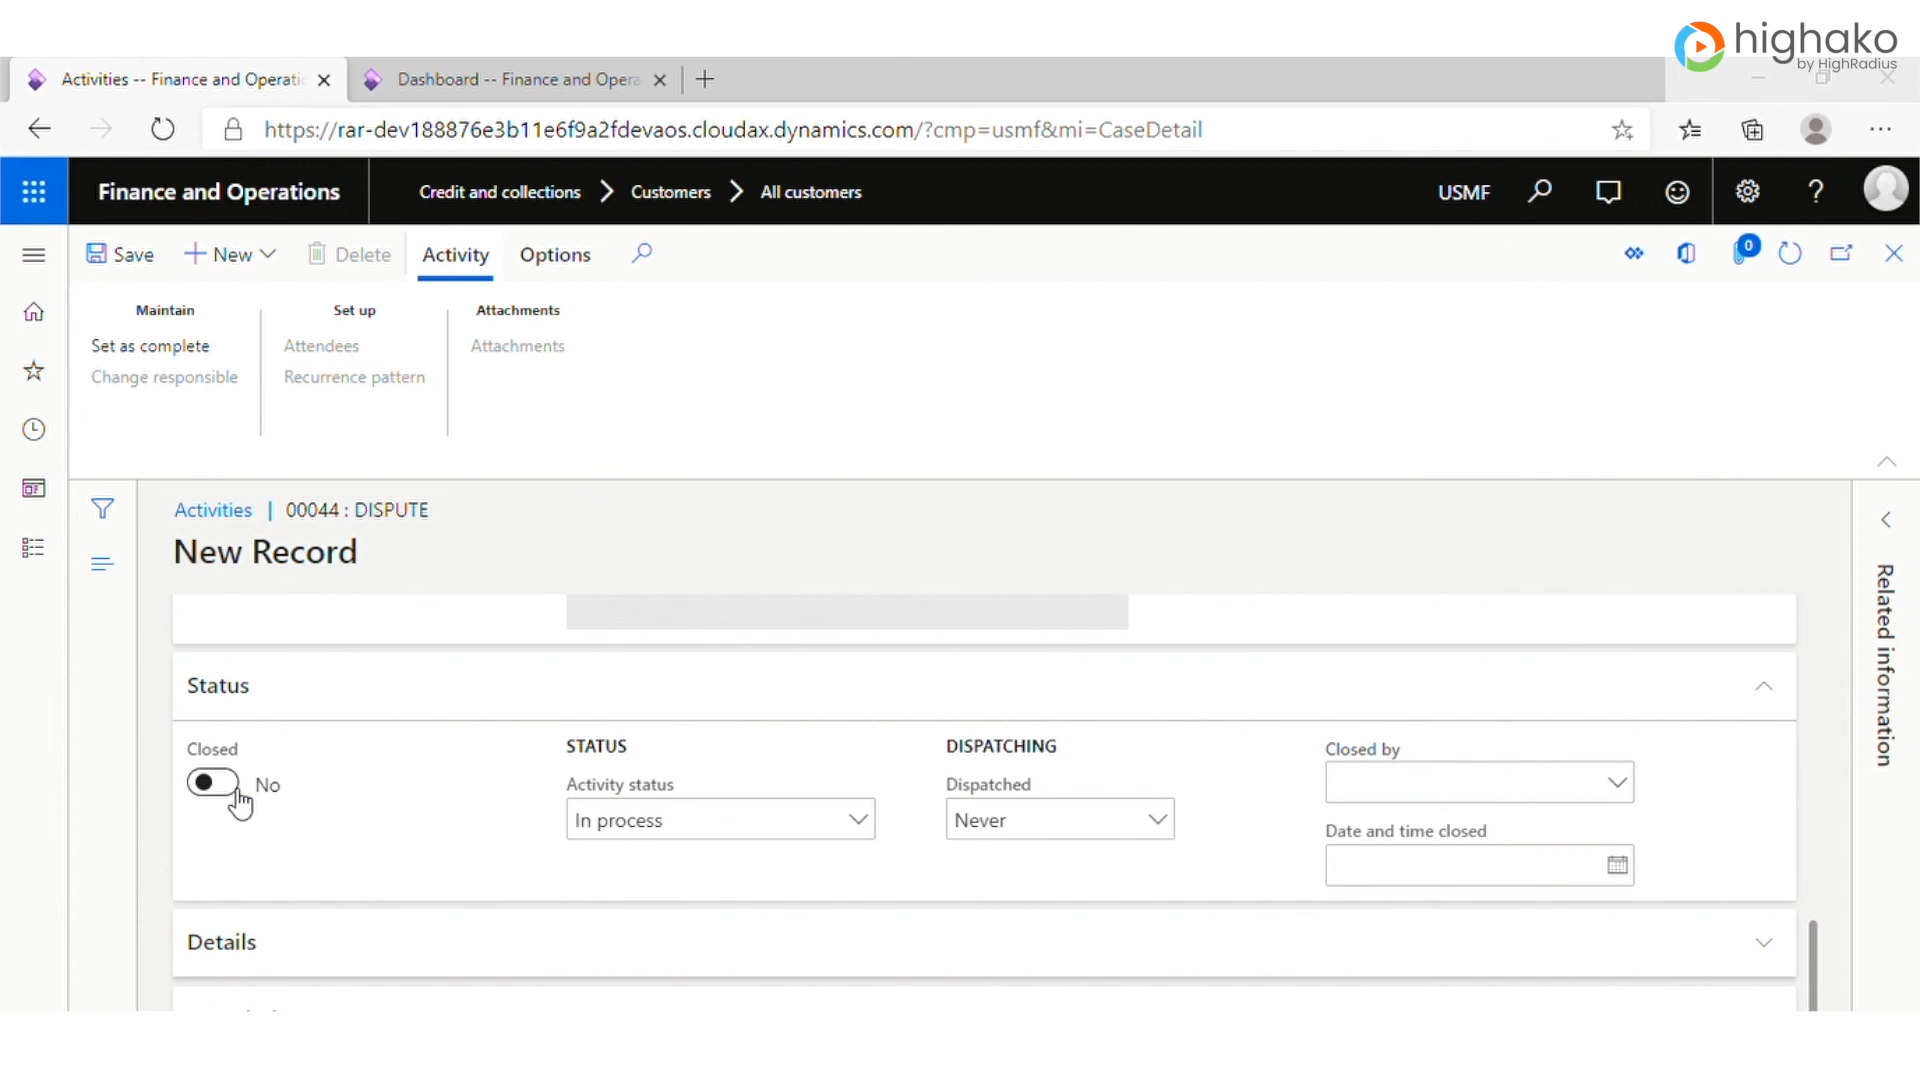 highako
by HighRadius
Activities -- Finance and Operatio
Dashboard -- Finance and Opera
https://rar-dev188876e3b11e6f9a2fdevaos.cloudax.dynamics.com/?cmp=usmf&mi=CaseDetail
Finance and Operations
Credit and collections
Customers
All customers
USMF
Save
New
Delete
Activity
Options
0
Maintain
Set up
Attachments
Set as complete
Attendees
Attachments
Change responsible
Recurrence pattern
Activities | 00044 : DISPUTE
New Record
Related information
Status
Closed
No
STATUS
Activity status
In process
DISPATCHING
Dispatched
Never
Closed by
Date and time closed
Details